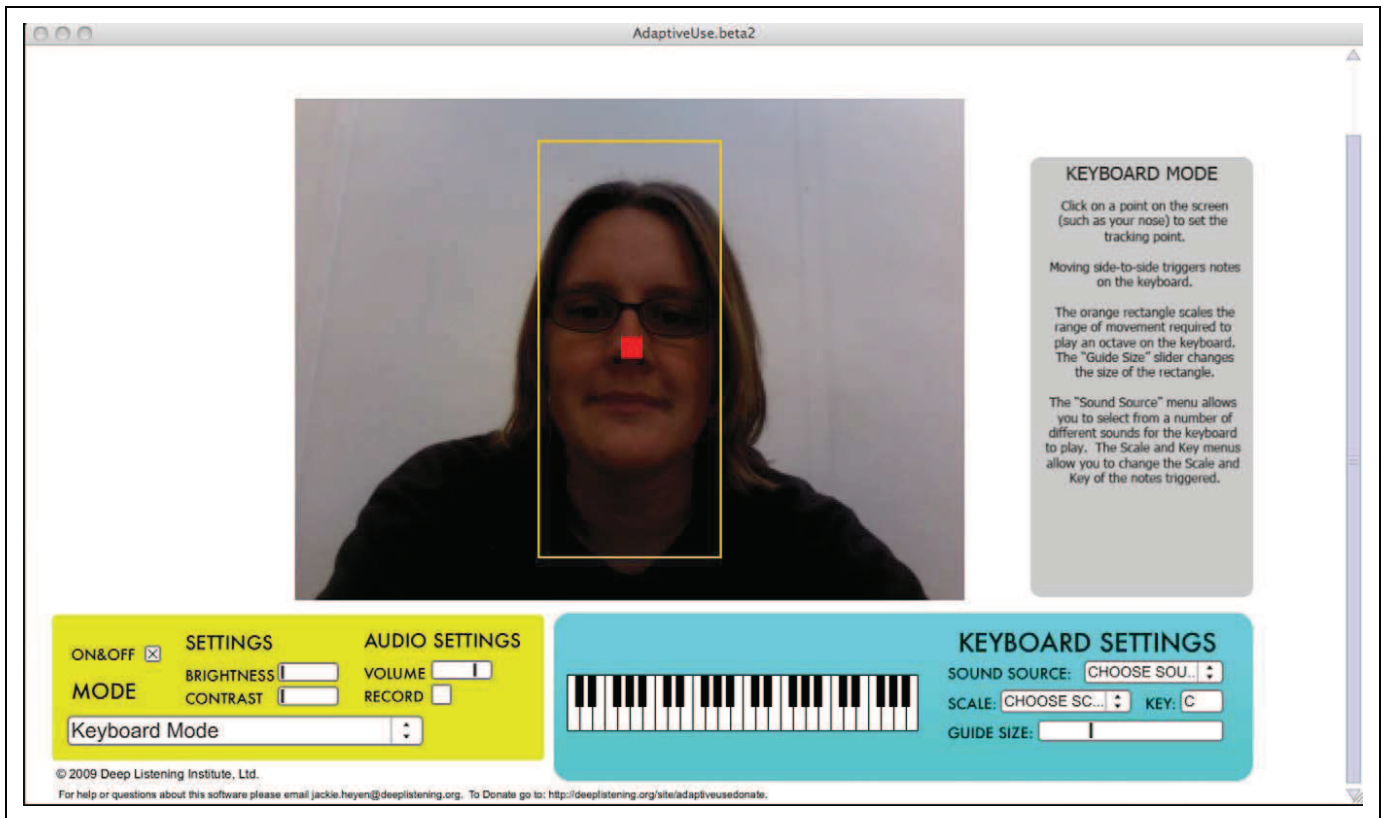 AdaptiveUse.beta2
KEYBOARD MODE
Click on a point on the screen
(such as your nose) to set the
tracking point.
Moving side-to-side triggers notes
on the keyboard.
The orange rectangle scales the
range of movement required to
play an octave on the keyboard.
The "Guide Size" slider changes
the size of the rectangle.
The "Sound Source" menu allows
you to select from a number of
different sounds for the keyboard
to play. The Scale and Key menus
allow you to change the Scale and
Key of the notes triggered.
ON&OFF
MODE
Keyboard Mode
SETTINGS
BRIGHTNESS
CONTRAST
AUDIO SETTINGS
VOLUME
RECORD
KEYBOARD SETTINGS
SOUND SOURCE: CHOOSE SOU..
SCALE: CHOOSE SC... KEY: C
GUIDE SIZE:
© 2009 Deep Listening Institute, Ltd.
For help or questions about this software please email jackie.heyen@deeplistening.org. To Donate go to: http://deeplistening.org/site/adaptiveusedonate.